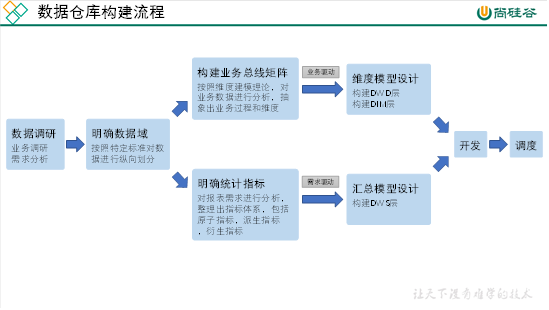 数据仓库构建流程
尚硅谷
数据调研
业务调研
需求分析
明确数据域
按照特定标准对数
据进行纵向划分
构建业务总线矩阵
按照维度建模理论，对
业务数据进行分析，抽
象出业务过程和维度
业务驱动
维度模型设计
构建DWD层
构建DIM层
明确统计指标
对报表需求进行分析，
整理出指标体系，包括
原子指标，派生指标
，衍生指标
需求驱动
汇总模型设计
构建DWS层
开发
调度
让天下没有难学的技术